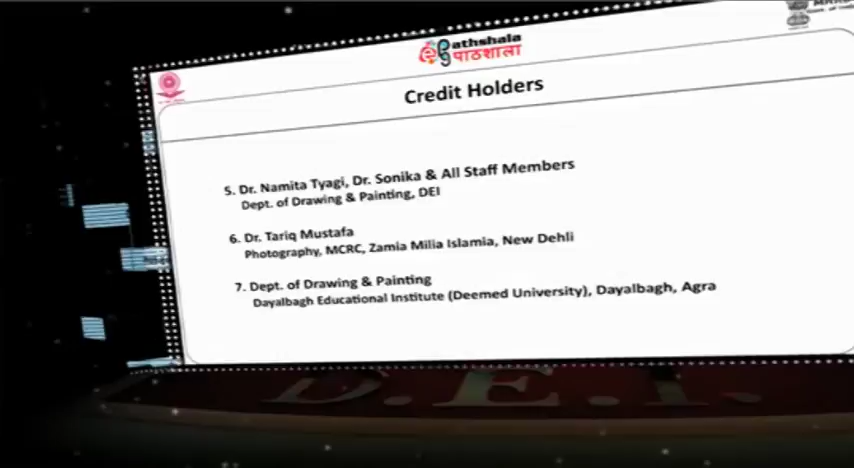 athshala
पाठशाला
Credit Holders
5. Dr. Namita Tyagi, Dr. Sonika & All Staff Members
Dept. of Drawing & Painting, DEI
6. Dr. Tariq Mustafa
Photography, MCRC, Zamia Milia Islamia, New Dehli
7. Dept. of Drawing & Painting
Dayalbagh Educational Institute (Deemed University), Dayalbagh, Agra
D.E.I.